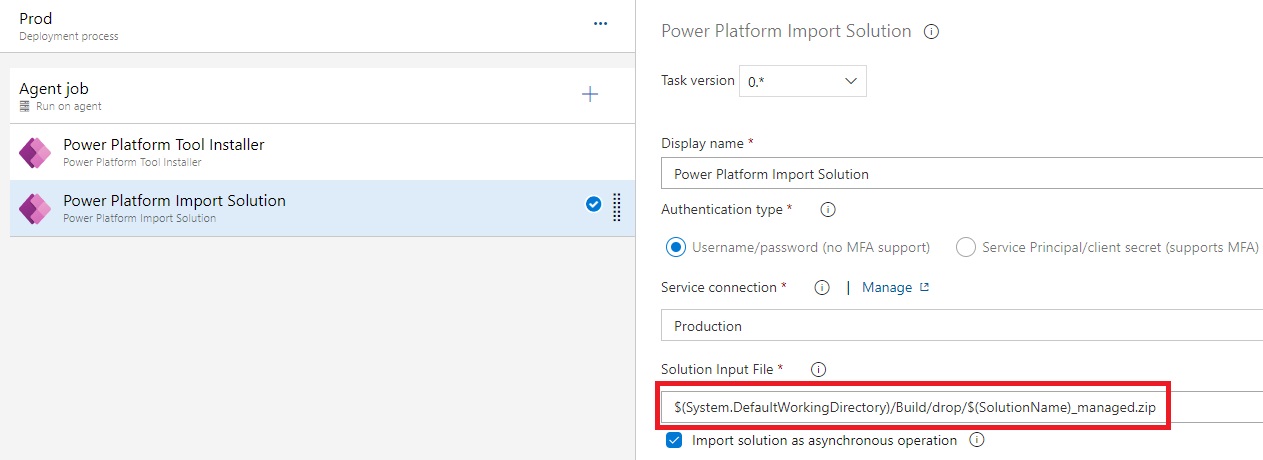 Prod
Deployment process
Agent job
Run on agent
Power Platform Tool Installer
Power Platform Tool Installer
Power Platform Import Solution
Power Platform Import Solution
Power Platform Import Solution
Task version 0.*
Display name *
Power Platform Import Solution
Authentication type *
Username/password (no MFA support) Service Principal/client secret (supports MFA)
Service connection * | Manage
Production
Solution Input File *
$(System.DefaultWorkingDirectory)/Build/drop/$(SolutionName)_managed.zip
Import solution as asynchronous operation